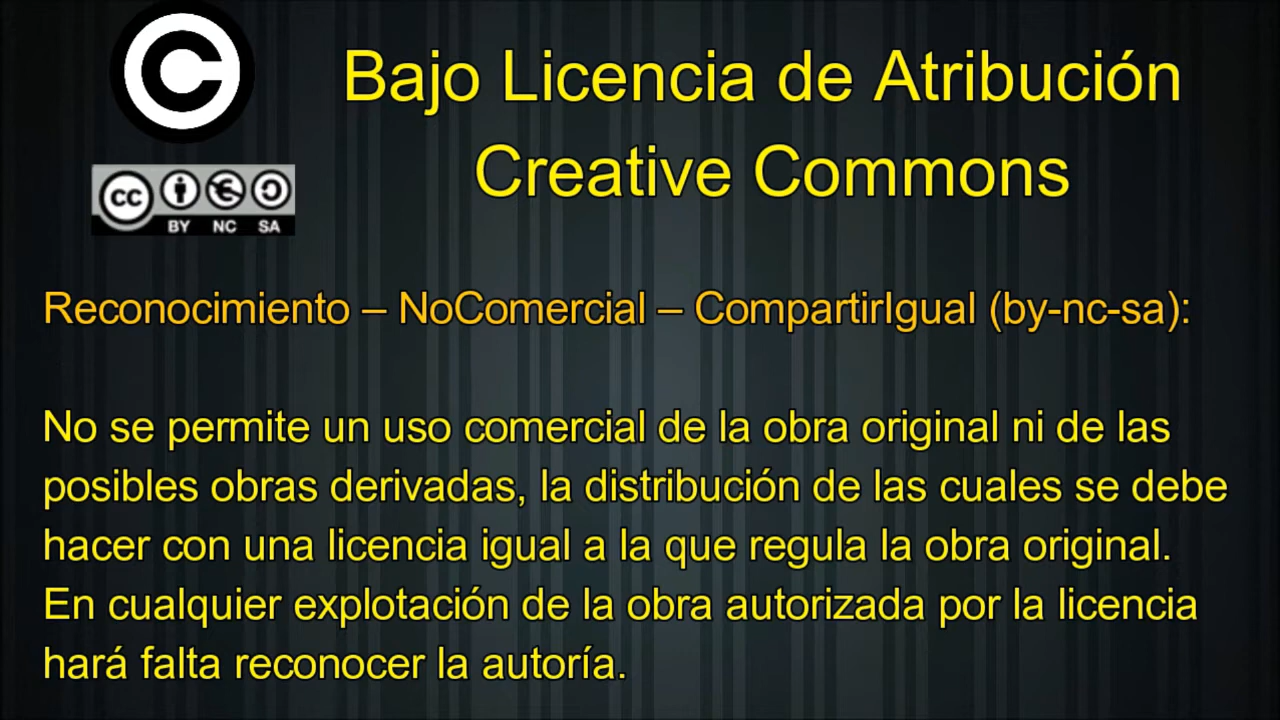 Bajo Licencia de Atribución
Creative Commons
cc
BY NC SA
Reconocimiento – NoComercial – CompartirIgual (by-nc-sa):
No se permite un uso comercial de la obra original ni de las
posibles obras derivadas, la distribución de las cuales se debe
hacer con una licencia igual a la que regula la obra original.
En cualquier explotación de la obra autorizada por la licencia
hará falta reconocer la autoría.